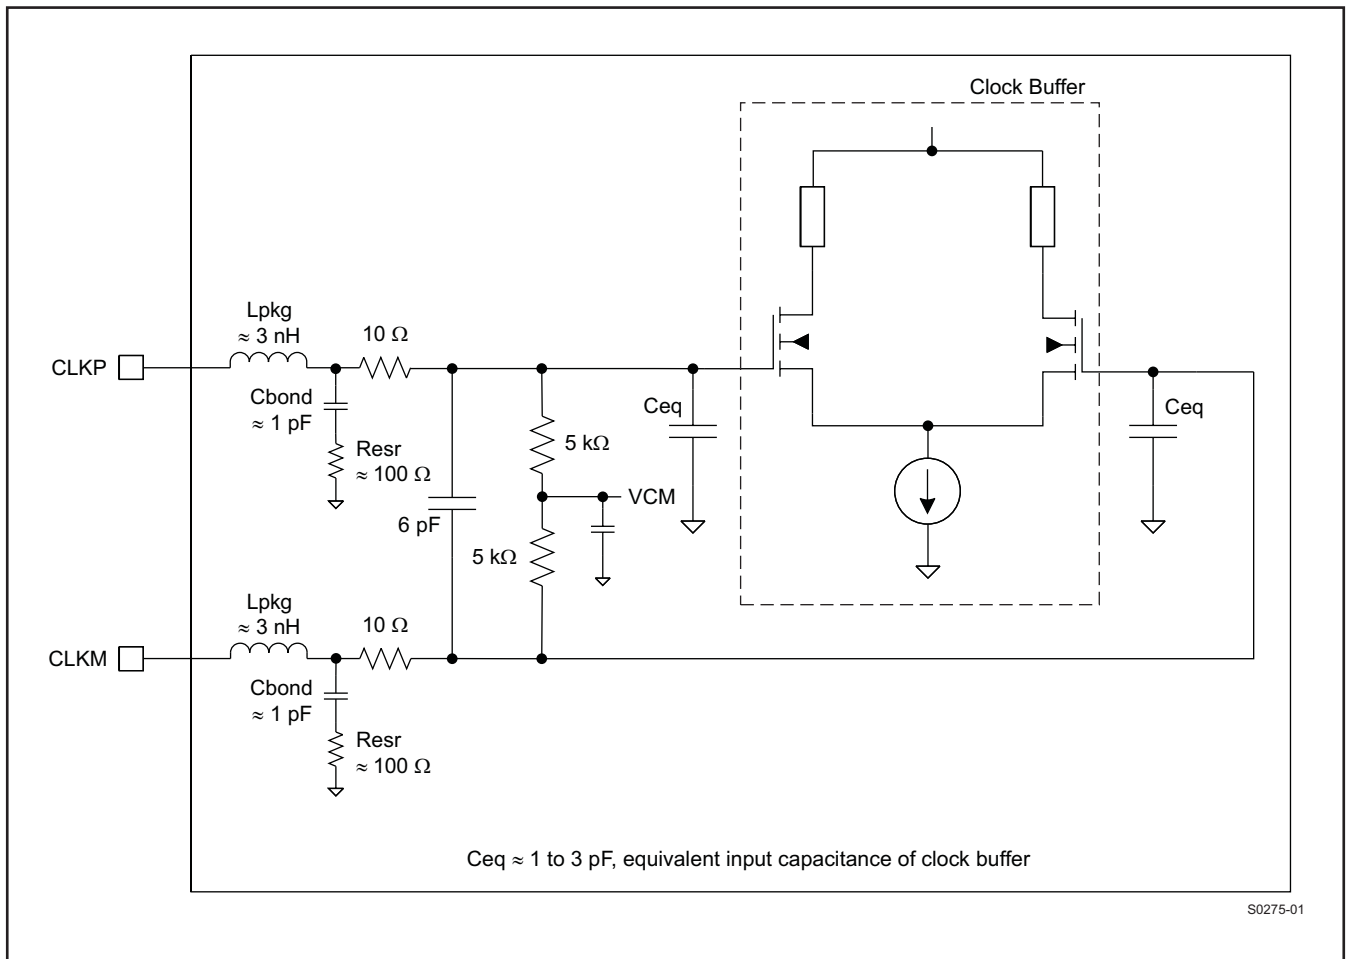 Clock Buffer
Lpkg
≈ 3 nH
10 Ω
CLKP
Cbond
≈ 1 pF
Resr
≈ 100 Ω
6 pF
5 kΩ
VCM
5 kΩ
Ceq
Ceq
Lpkg
≈ 3 nH
10 Ω
CLKM
Cbond
≈ 1 pF
Resr
≈ 100 Ω
Ceq ≈ 1 to 3 pF, equivalent input capacitance of clock buffer
S0275-01